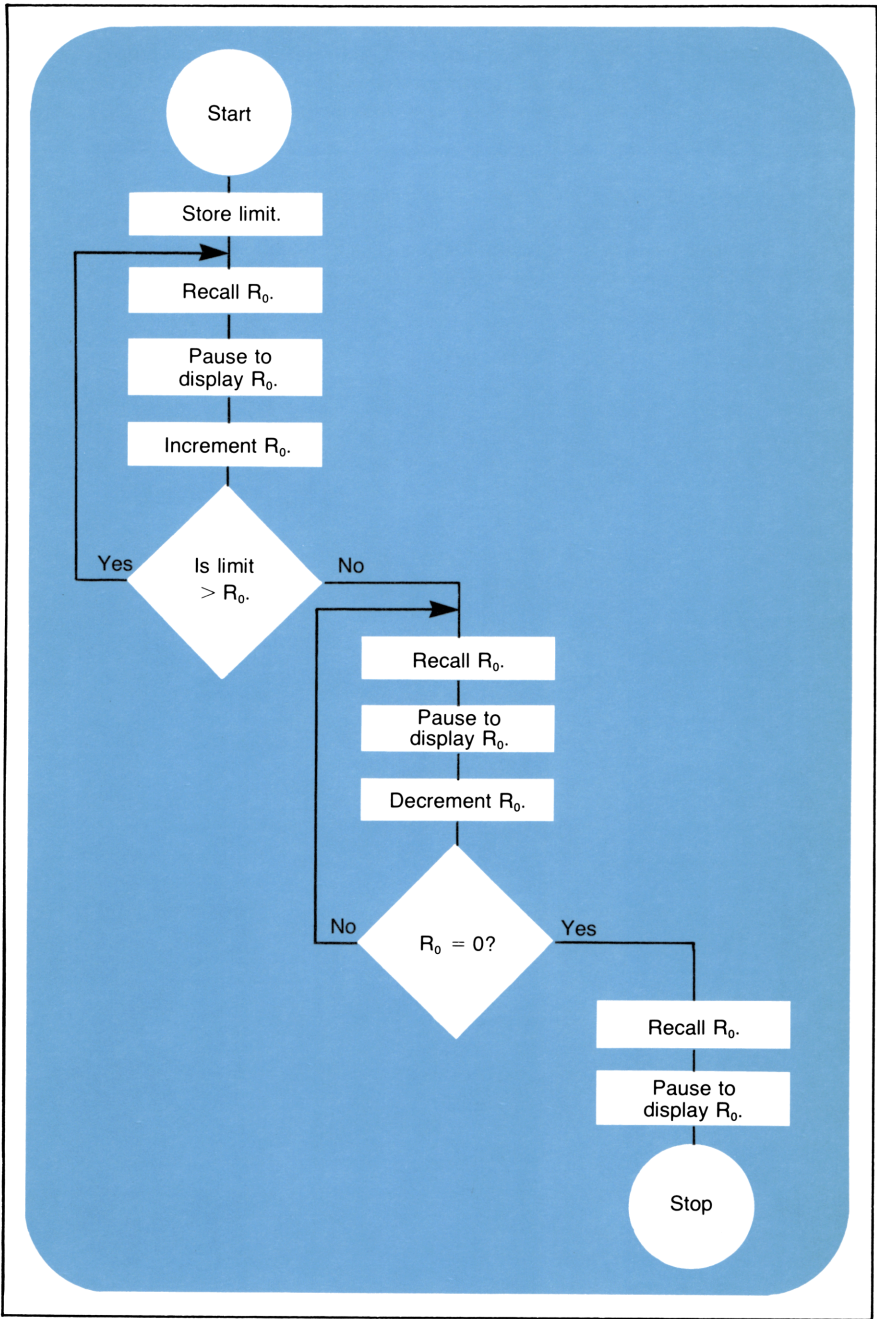 Start
Store limit.
Recall R₀.
Pause to
display R₀.
Increment R₀.
Yes
Is limit
> R₀.
No
Recall R₀.
Pause to
display R₀.
Decrement R₀.
No
R₀ = 0?
Yes
Recall R₀.
Pause to
display R₀.
Stop